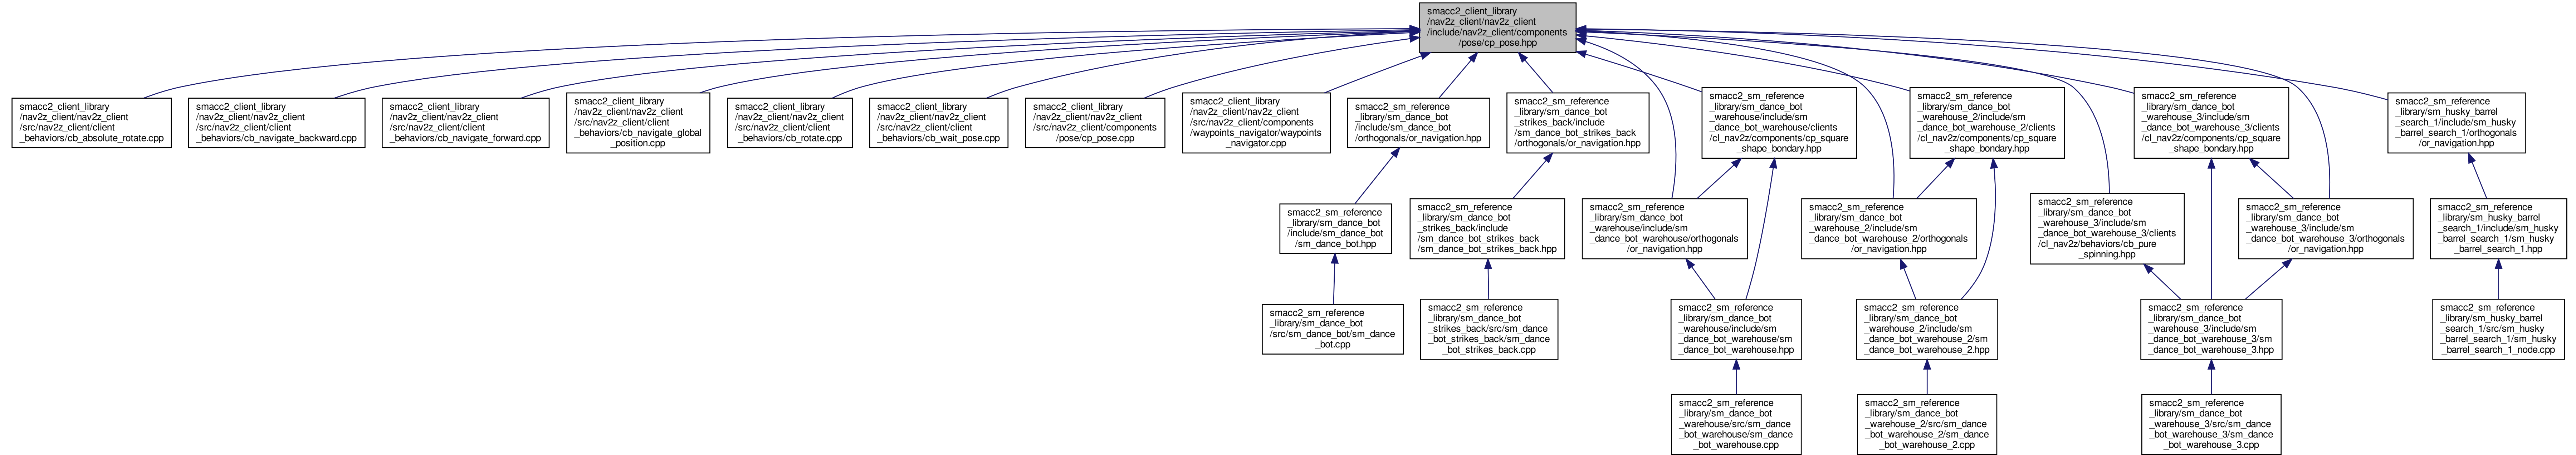 smacc2_client_library
/nav2z_client/nav2z_client
/include/nav2z_client/components
/pose/cp_pose.hpp
smacc2_client_library
/nav2z_client/nav2z_client
/src/nav2z_client/client
_behaviors/cb_absolute_rotate.cpp
smacc2_client_library
/nav2z_client/nav2z_client
/src/nav2z_client/client
_behaviors/cb_navigate_backward.cpp
smacc2_client_library
/nav2z_client/nav2z_client
/src/nav2z_client/client
_behaviors/cb_navigate_forward.cpp
smacc2_client_library
/nav2z_client/nav2z_client
/src/nav2z_client/client
_behaviors/cb_navigate_global
_position.cpp
smacc2_client_library
/nav2z_client/nav2z_client
/src/nav2z_client/client
_behaviors/cb_rotate.cpp
smacc2_client_library
/nav2z_client/nav2z_client
/src/nav2z_client/client
_behaviors/cb_wait_pose.cpp
smacc2_client_library
/nav2z_client/nav2z_client
/src/nav2z_client/components
/pose/cp_pose.cpp
smacc2_client_library
/nav2z_client/nav2z_client
/src/nav2z_client/components
/waypoints_navigator/waypoints
_navigator.cpp
smacc2_sm_reference
_library/sm_dance_bot
/include/sm_dance_bot
/orthogonals/or_navigation.hpp
smacc2_sm_reference
_library/sm_dance_bot
_strikes_back/include
/sm_dance_bot_strikes_back
/orthogonals/or_navigation.hpp
smacc2_sm_reference
_library/sm_dance_bot
_warehouse/include/sm
_dance_bot_warehouse/clients
/cl_nav2z/components/cp_square
_shape_bondary.hpp
smacc2_sm_reference
_library/sm_dance_bot
_warehouse_2/include/sm
_dance_bot_warehouse_2/clients
/cl_nav2z/components/cp_square
_shape_bondary.hpp
smacc2_sm_reference
_library/sm_dance_bot
_warehouse_3/include/sm
_dance_bot_warehouse_3/clients
/cl_nav2z/components/cp_square
_shape_bondary.hpp
smacc2_sm_reference
_library/sm_husky_barrel
_search_1/include/sm_husky
_barrel_search_1/orthogonals
/or_navigation.hpp
smacc2_sm_reference
_library/sm_dance_bot
/include/sm_dance_bot
/sm_dance_bot.hpp
smacc2_sm_reference
_library/sm_dance_bot
_strikes_back/include
/sm_dance_bot_strikes_back
/sm_dance_bot_strikes_back.hpp
smacc2_sm_reference
_library/sm_dance_bot
_warehouse/include/sm
_dance_bot_warehouse/orthogonals
/or_navigation.hpp
smacc2_sm_reference
_library/sm_dance_bot
_warehouse_2/include/sm
_dance_bot_warehouse_2/orthogonals
/or_navigation.hpp
smacc2_sm_reference
_library/sm_dance_bot
_warehouse_3/include/sm
_dance_bot_warehouse_3/clients
/cl_nav2z/behaviors/cb_pure
_spinning.hpp
smacc2_sm_reference
_library/sm_dance_bot
_warehouse_3/include/sm
_dance_bot_warehouse_3/orthogonals
/or_navigation.hpp
smacc2_sm_reference
_library/sm_husky_barrel
_search_1/include/sm_husky
_barrel_search_1/sm_husky
_barrel_search_1.hpp
smacc2_sm_reference
_library/sm_dance_bot
/src/sm_dance_bot/sm_dance
_bot.cpp
smacc2_sm_reference
_library/sm_dance_bot
_strikes_back/src/sm_dance
_bot_strikes_back/sm_dance
_bot_strikes_back.cpp
smacc2_sm_reference
_library/sm_dance_bot
_warehouse/include/sm
_dance_bot_warehouse/sm
_dance_bot_warehouse.hpp
smacc2_sm_reference
_library/sm_dance_bot
_warehouse_2/include/sm
_dance_bot_warehouse_2/sm
_dance_bot_warehouse_2.hpp
smacc2_sm_reference
_library/sm_dance_bot
_warehouse_3/include/sm
_dance_bot_warehouse_3/sm
_dance_bot_warehouse_3.hpp
smacc2_sm_reference
_library/sm_husky_barrel
_search_1/src/sm_husky
_barrel_search_1/sm_husky
_barrel_search_1_node.cpp
smacc2_sm_reference
_library/sm_dance_bot
_warehouse/src/sm_dance
_bot_warehouse/sm_dance
_bot_warehouse.cpp
smacc2_sm_reference
_library/sm_dance_bot
_warehouse_2/src/sm_dance
_bot_warehouse_2/sm_dance
_bot_warehouse_2.cpp
smacc2_sm_reference
_library/sm_dance_bot
_warehouse_3/src/sm_dance
_bot_warehouse_3/sm_dance
_bot_warehouse_3.cpp